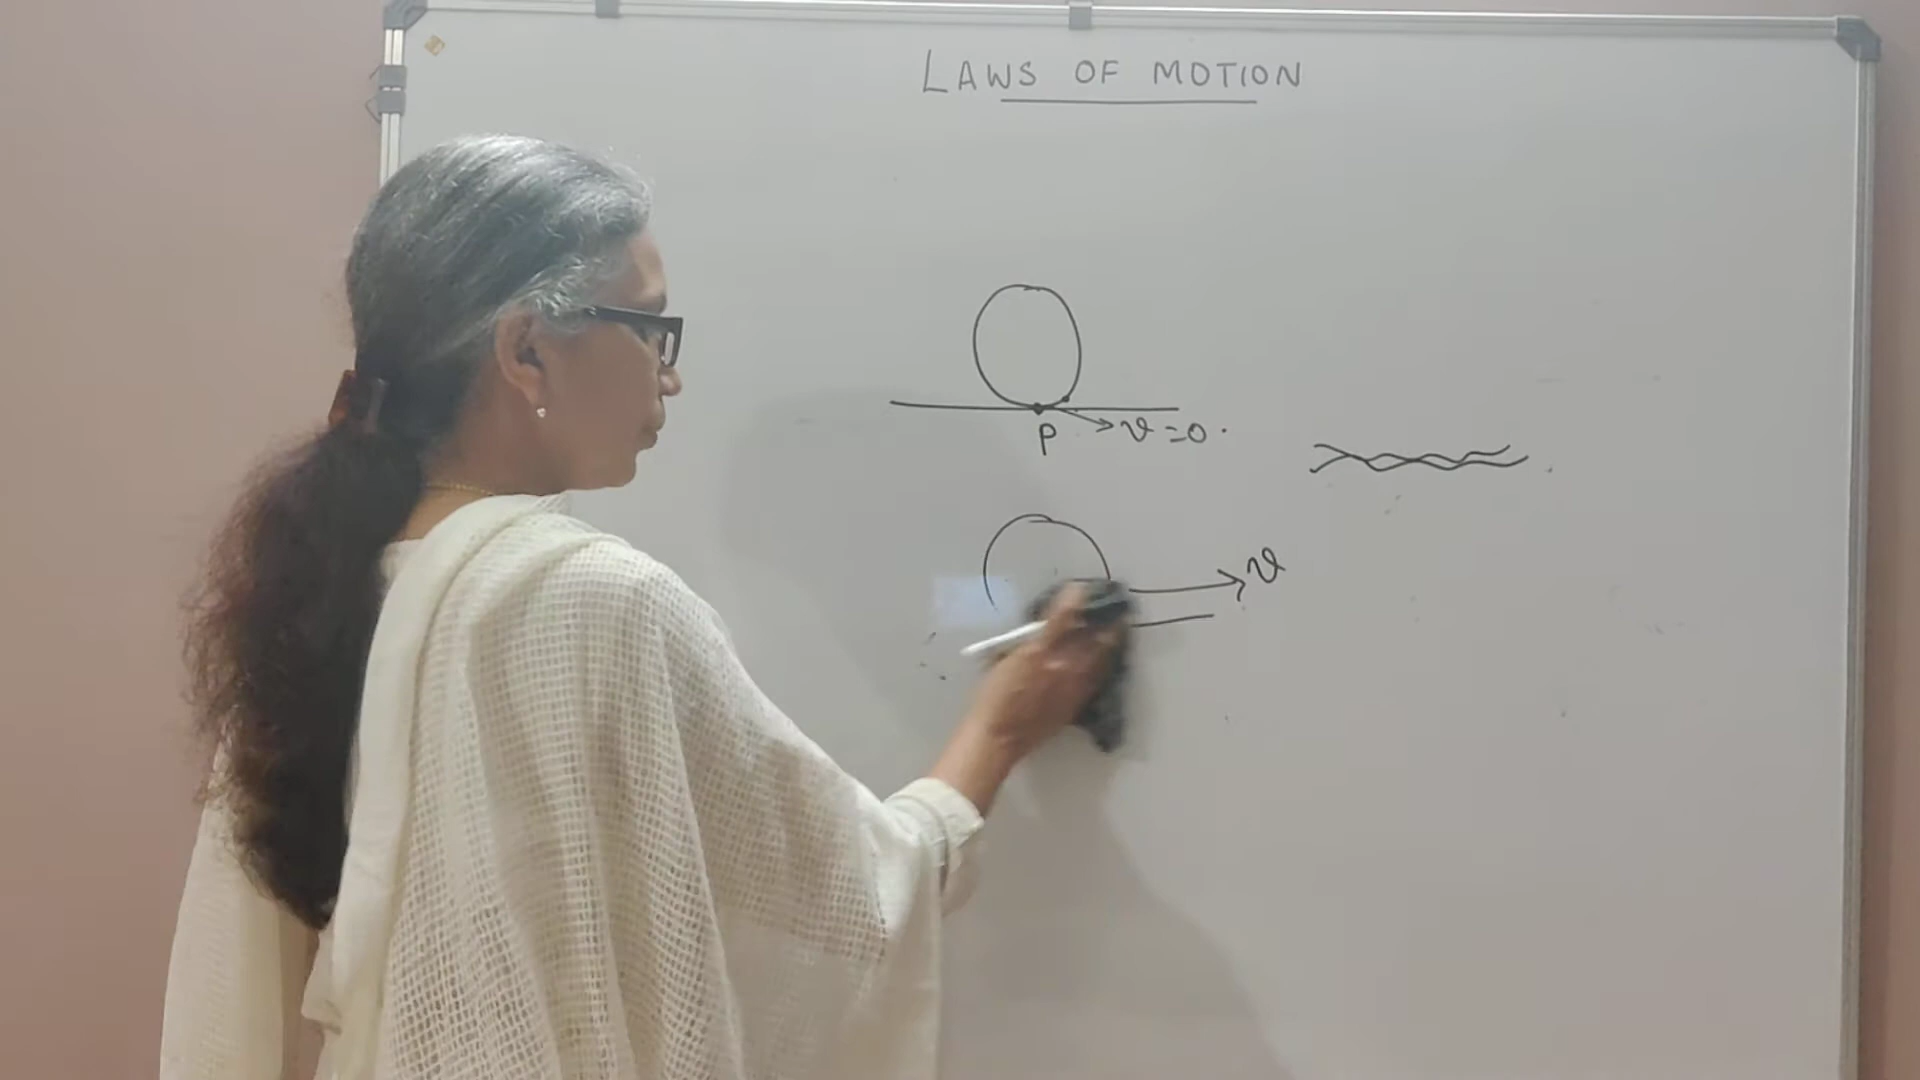 LAWS OF MOTION
P
v = 0.
v